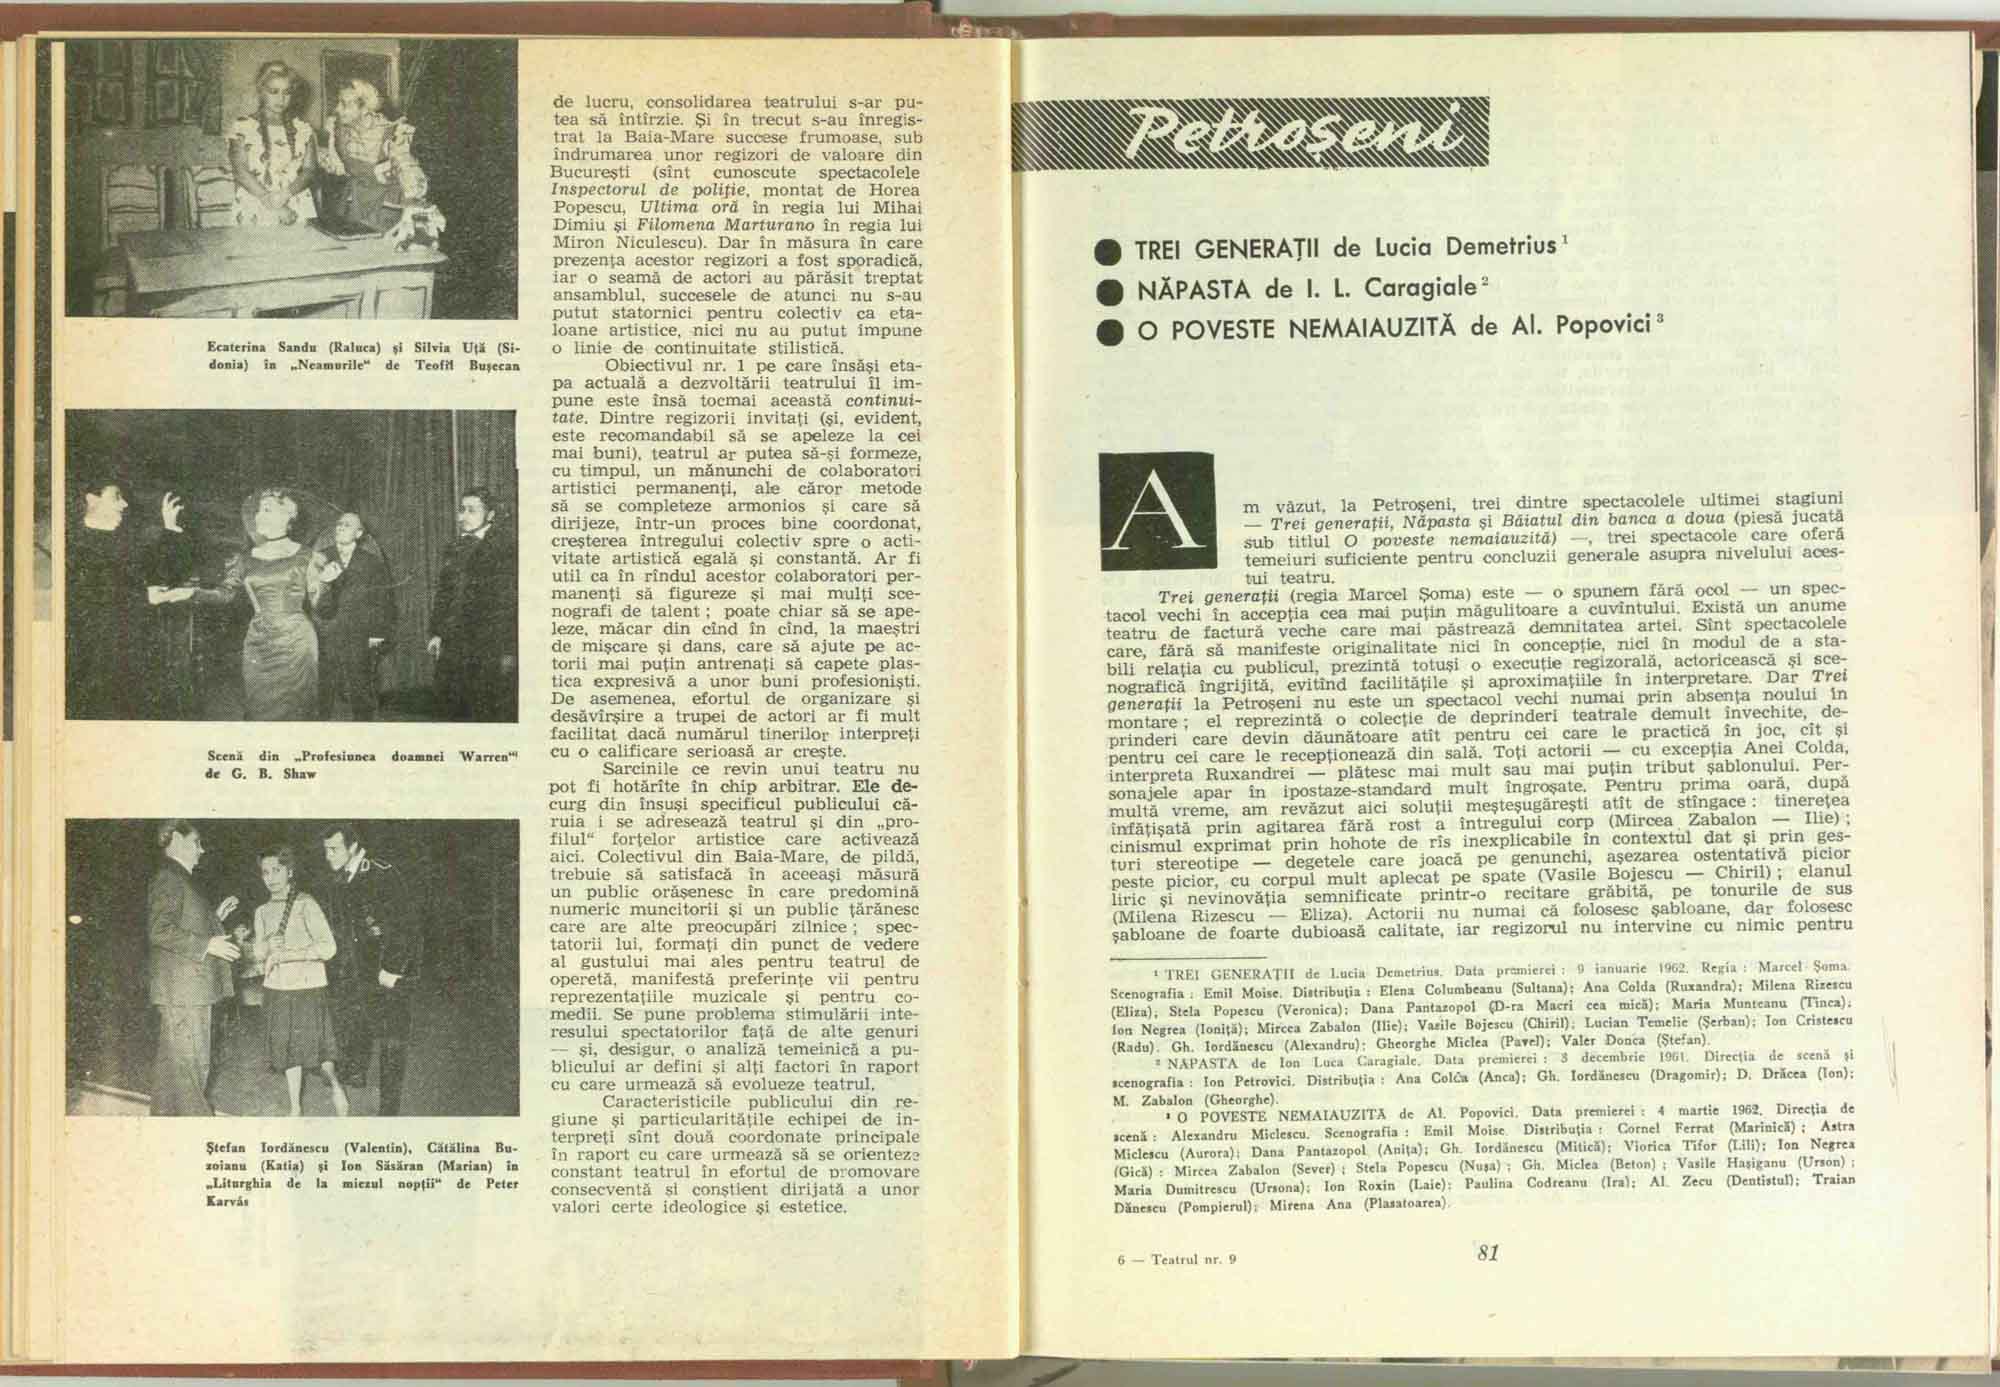 Ecaterina Sandu (Raluca) și Silvia Uță (Si-
donia) în „Neamurile“ de Teofil Bușecan
Scenă din „Profesiunea doamnei Warren“
de G. B. Shaw
Ștefan Iordănescu (Valentin), Cătălina Bu-
zoianu (Katia) și Ion Săsăran (Marian) în
„Liturghia de la miezul nopții“ de Peter
Karvás
de lucru, consolidarea teatrului s-ar pu-
tea să întîrzie. Și în trecut s-au înregis-
trat la Baia-Mare succese frumoase, sub
îndrumarea unor regizori de valoare din
București (sînt cunoscute spectacolele
Inspectorul de poliție, montat de Horea
Popescu, Ultima oră în regia lui Mihai
Dimiu și Filomena Marturano în regia lui
Miron Niculescu). Dar în măsura în care
prezența acestor regizori a fost sporadică,
iar o seamă de actori au părăsit treptat
ansamblul, succesele de atunci nu s-au
putut statornici pentru colectiv ca eta-
loane artistice, nici nu au putut impune
o linie de continuitate stilistică.
Obiectivul nr. 1 pe care însăși eta-
pa actuală a dezvoltării teatrului îl im-
pune este însă tocmai această continui-
tate. Dintre regizorii invitați (și, evident,
este recomandabil să se apeleze la cei
mai buni), teatrul ar putea să-și formeze,
cu timpul, un mănunchi de colaboratori
artistici permanenți, ale căror metode
să se completeze armonios și care să
dirijeze, într-un proces bine coordonat,
creșterea întregului colectiv spre o acti-
vitate artistică egală și constantă. Ar fi
util ca în rîndul acestor colaboratori per-
manenți să figureze și mai mulți sce-
nografi de talent ; poate chiar să se ape-
leze, măcar din cînd în cînd, la maeștri
de mișcare și dans, care să ajute pe ac-
torii mai puțin antrenați să capete plas-
tica expresivă a unor buni profesioniști.
De asemenea, efortul de organizare și
desăvîrșire a trupei de actori ar fi mult
facilitat dacă numărul tinerilor interpreți
cu o calificare serioasă ar crește.
Sarcinile ce revin unui teatru nu
pot fi hotărîte în chip arbitrar. Ele de-
curg din însuși specificul publicului că-
ruia i se adresează teatrul și din „pro-
filul“ forțelor artistice care activează
aici. Colectivul din Baia-Mare, de pildă,
trebuie să satisfacă în aceeași măsură
un public orășenesc în care predomină
numeric muncitorii și un public țărănesc
care are alte preocupări zilnice ; spec-
tatorii lui, formați din punct de vedere
al gustului mai ales pentru teatrul de
operetă, manifestă preferințe vii pentru
reprezentațiile muzicale și pentru co-
medii. Se pune problema stimulării inte-
resului spectatorilor față de alte genuri
— și, desigur, o analiză temeinică a pu-
blicului ar defini și alți factori în raport
cu care urmează să evolueze teatrul.
Caracteristicile publicului din re-
giune și particularitățile echipei de in-
terpreți sînt două coordonate principale
în raport cu care urmează să se orienteze
constant teatrul în efortul de promovare
consecventă și conștient dirijată a unor
valori certe ideologice și estetice.
Petroșeni
● TREI GENERAȚII de Lucia Demetrius ¹
● NĂPASTA de I. L. Caragiale ²
● O POVESTE NEMAIAUZITĂ de Al. Popovici ³
Am văzut, la Petroșeni, trei dintre spectacolele ultimei stagiuni
— Trei generații, Năpasta și Băiatul din banca a doua (piesă jucată
sub titlul O poveste nemaiauzită) —, trei spectacole care oferă
temeiuri suficiente pentru concluzii generale asupra nivelului aces-
tui teatru.
Trei generații (regia Marcel Șoma) este — o spunem fără ocol — un spec-
tacol vechi în accepția cea mai puțin măgulitoare a cuvîntului. Există un anume
teatru de factură veche care mai păstrează demnitatea artei. Sînt spectacolele
care, fără să manifeste originalitate nici în concepție, nici în modul de a sta-
bili relația cu publicul, prezintă totuși o execuție regizorală, actoricească și sce-
nografică îngrijită, evitînd facilitățile și aproximațiile în interpretare. Dar Trei
generații la Petroșeni nu este un spectacol vechi numai prin absența noului în
montare ; el reprezintă o colecție de deprinderi teatrale demult învechite, de-
prinderi care devin dăunătoare atît pentru cei care le practică în joc, cît și
pentru cei care le recepționează din sală. Toți actorii — cu excepția Anei Colda,
interpreta Ruxandrei — plătesc mai mult sau mai puțin tribut șablonului. Per-
sonajele apar în ipostaze-standard mult îngroșate. Pentru prima oară, după
multă vreme, am revăzut aici soluții meșteșugărești atît de stîngace : tinerețea
înfățișată prin agitarea fără rost a întregului corp (Mircea Zabalon — Ilie) ;
cinismul exprimat prin hohote de rîs inexplicabile în contextul dat și prin ges-
turi stereotipe — degetele care joacă pe genunchi, așezarea ostentativă picior
peste picior, cu corpul mult aplecat pe spate (Vasile Bojescu — Chiril) ; elanul
liric și nevinovăția semnificate printr-o recitare grăbită, pe tonurile de sus
(Milena Rizescu — Eliza). Actorii nu numai că folosesc șabloane, dar folosesc
șabloane de foarte dubioasă calitate, iar regizorul nu intervine cu nimic pentru
¹ TREI GENERAȚII de Lucia Demetrius. Data premierei : 9 ianuarie 1962. Regia : Marcel Șoma.
Scenografia : Emil Moise. Distribuția : Elena Columbeanu (Sultana); Ana Colda (Ruxandra); Milena Rizescu
(Eliza); Stela Popescu (Veronica); Dana Pantazopol (D-ra Macri cea mică); Maria Munteanu (Tinca);
Ion Negrea (Ioniță); Mircea Zabalon (Ilie); Vasile Bojescu (Chiril); Lucian Temelie (Șerban); Ion Cristescu
(Radu). Gh. Iordănescu (Alexandru); Gheorghe Miclea (Pavel); Valer Donca (Ștefan).
² NĂPASTA de Ion Luca Caragiale. Data premierei : 3 decembrie 1961. Direcția de scenă și
scenografia : Ion Petrovici. Distribuția : Ana Colda (Anca); Gh. Iordănescu (Dragomir); D. Drăcea (Ion);
M. Zabalon (Gheorghe).
³ O POVESTE NEMAIAUZITĂ de Al. Popovici. Data premierei : 4 martie 1962. Direcția de
scenă : Alexandru Miclescu. Scenografia : Emil Moise. Distribuția : Cornel Ferrat (Marinică) ; Astra
Miclescu (Aurora); Dana Pantazopol (Anița); Gh. Iordănescu (Mitică); Viorica Tifor (Lili); Ion Negrea
(Gică) ; Mircea Zabalon (Sever) ; Stela Popescu (Nușa) ; Gh. Miclea (Beton) ; Vasile Hașiganu (Urson) ;
Maria Dumitrescu (Ursona); Ion Roxin (Laie); Paulina Codreanu (Ira); Al. Zecu (Dentistul); Traian
Dănescu (Pompierul); Mirena Ana (Plasatoarea).
6 — Teatrul nr. 9
81